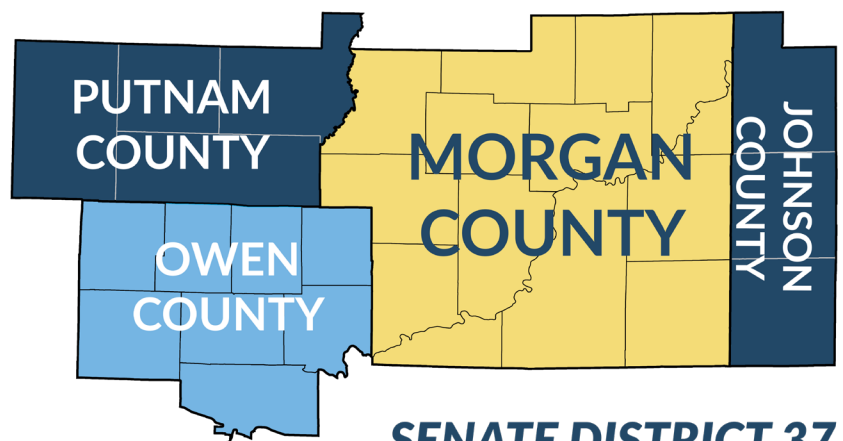 PUTNAM
COUNTY
MORGAN
COUNTY
JOHNSON
COUNTY
OWEN
COUNTY
SENATE DISTRICT 37